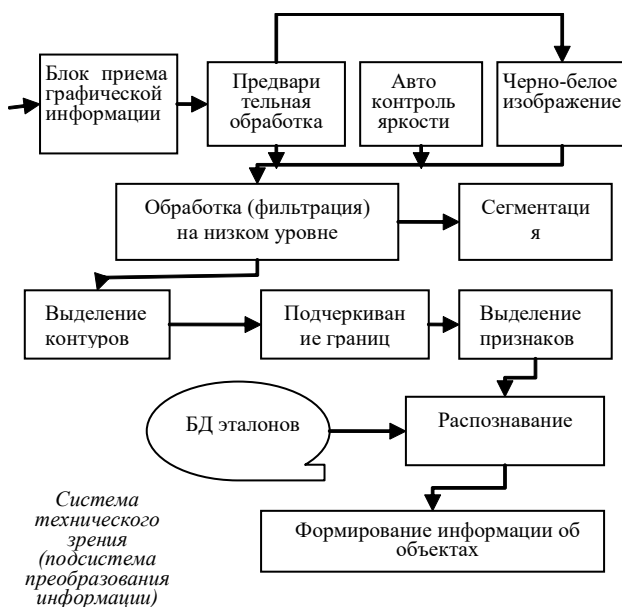 Блок приема
графической
информации
Предвари
тельная
обработка
Авто
контроль
яркости
Черно-белое
изображение
Обработка (фильтрация)
на низком уровне
Сегментаци
я
Выделение
контуров
Подчеркиван
ие границ
Выделение
признаков
БД эталонов
Распознавание
Система
технического
зрения
(подсистема
преобразования
информации)
Формирование информации об
объектах